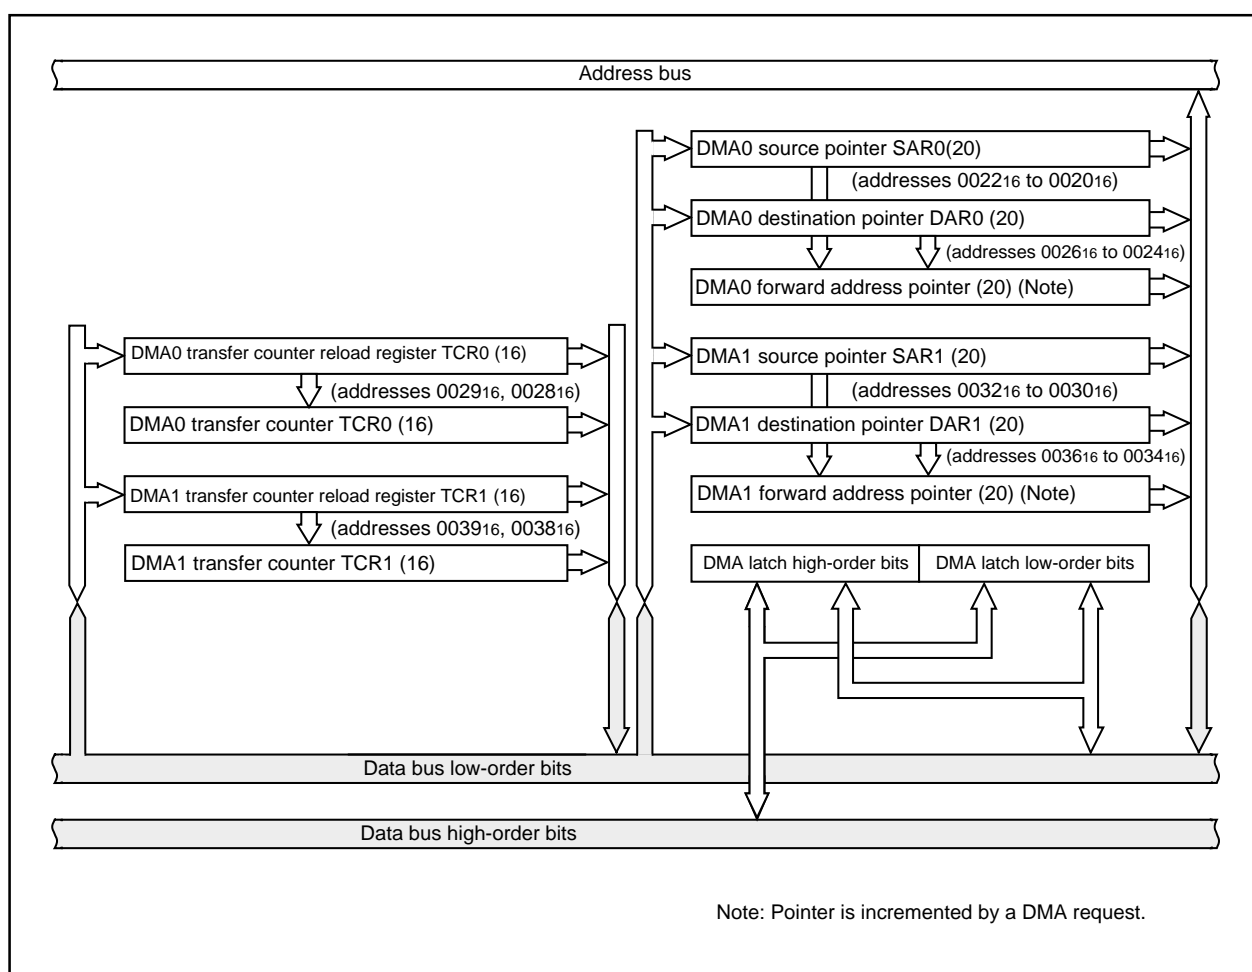 Address bus
DMA0 source pointer SAR0(20)
(addresses 002216 to 002016)
DMA0 destination pointer DAR0 (20)
(addresses 002616 to 002416)
DMA0 forward address pointer (20) (Note)
DMA0 transfer counter reload register TCR0 (16)
(addresses 002916, 002816)
DMA0 transfer counter TCR0 (16)
DMA1 transfer counter reload register TCR1 (16)
(addresses 003916, 003816)
DMA1 transfer counter TCR1 (16)
DMA1 source pointer SAR1 (20)
(addresses 003216 to 003016)
DMA1 destination pointer DAR1 (20)
(addresses 003616 to 003416)
DMA1 forward address pointer (20) (Note)
DMA latch high-order bits
DMA latch low-order bits
Data bus low-order bits
Data bus high-order bits
Note: Pointer is incremented by a DMA request.